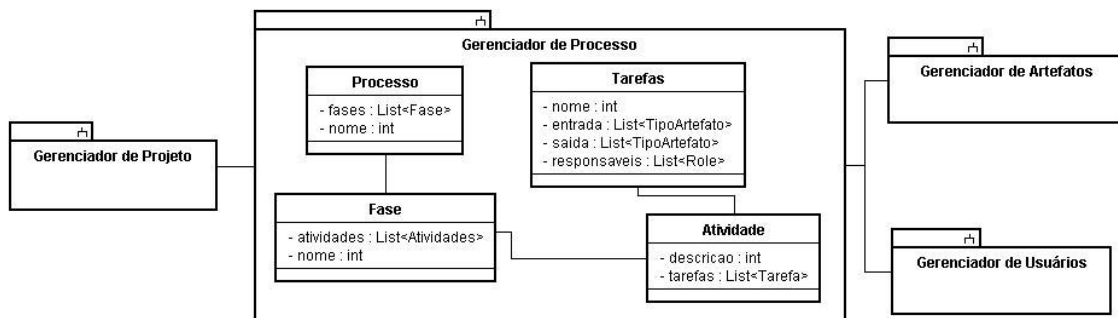 Gerenciador de Processo
Processo
- fases : List<Fase>
- nome : int
Tarefas
- nome : int
- entrada : List<TipoArtefato>
- saida : List<TipoArtefato>
- responsaveis : List<Role>
Gerenciador de Artefatos
Gerenciador de Projeto
Fase
- atividades : List<Atividades>
- nome : int
Atividade
- descricao : int
- tarefas : List<Tarefa>
Gerenciador de Usuários